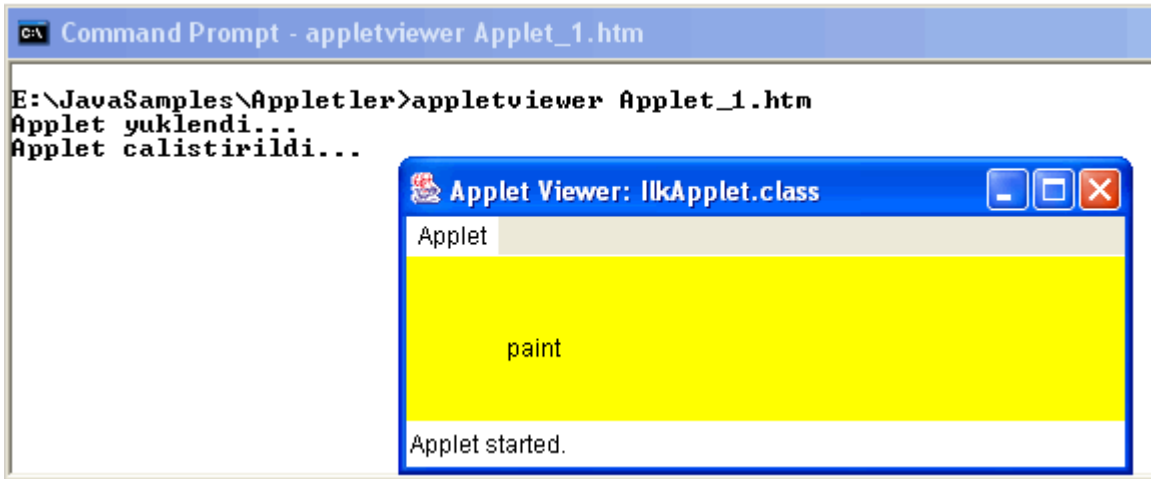 Command Prompt - appletviewer Applet_1.htm
E:\JavaSamples\Appletler>appletviewer Applet_1.htm
Applet yuklendi...
Applet calistirildi...
Applet Viewer: IlkApplet.class
Applet
paint
Applet started.